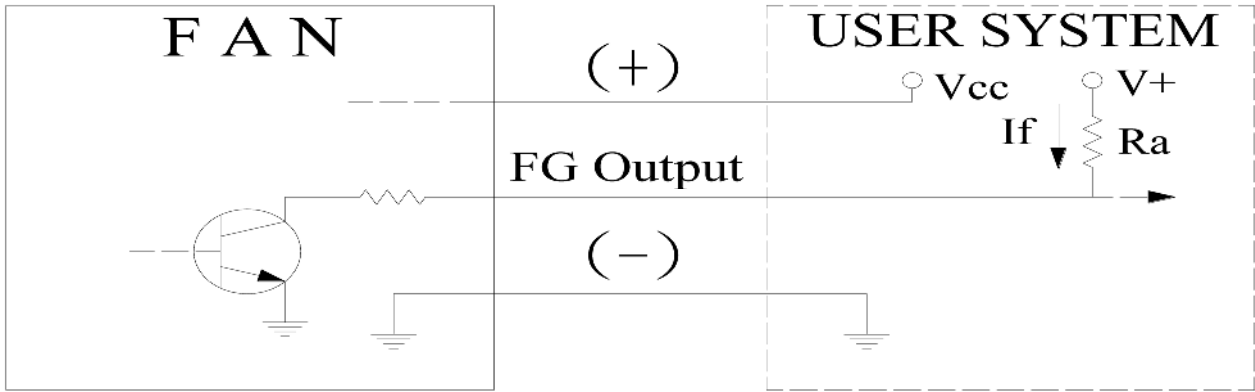 F A N
USER SYSTEM
(+)
Vcc
V+
If
Ra
FG Output
(-)